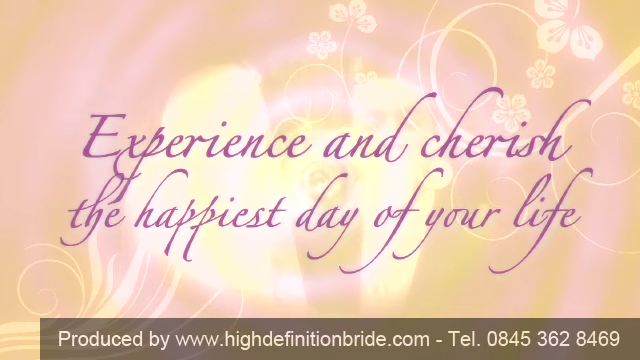 Experience and cherish
the happiest day of your life
Produced by www.highdefinitionbride.com - Tel. 0845 362 8469